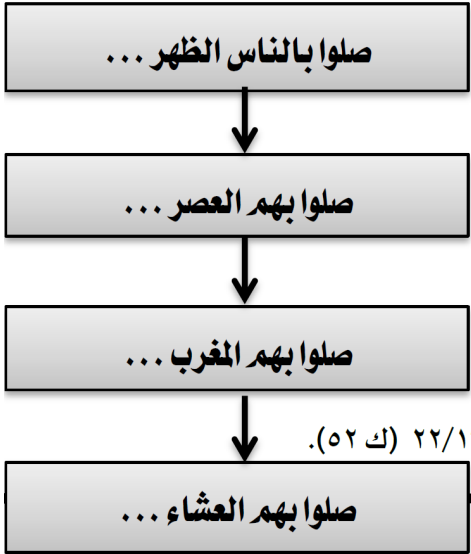 صلوا بالناس الظهر ...
صلوا بهم العصر ...
صلوا بهم المغرب ...
٢٢/١ (ك ٥٢).
صلوا بهم العشاء ...